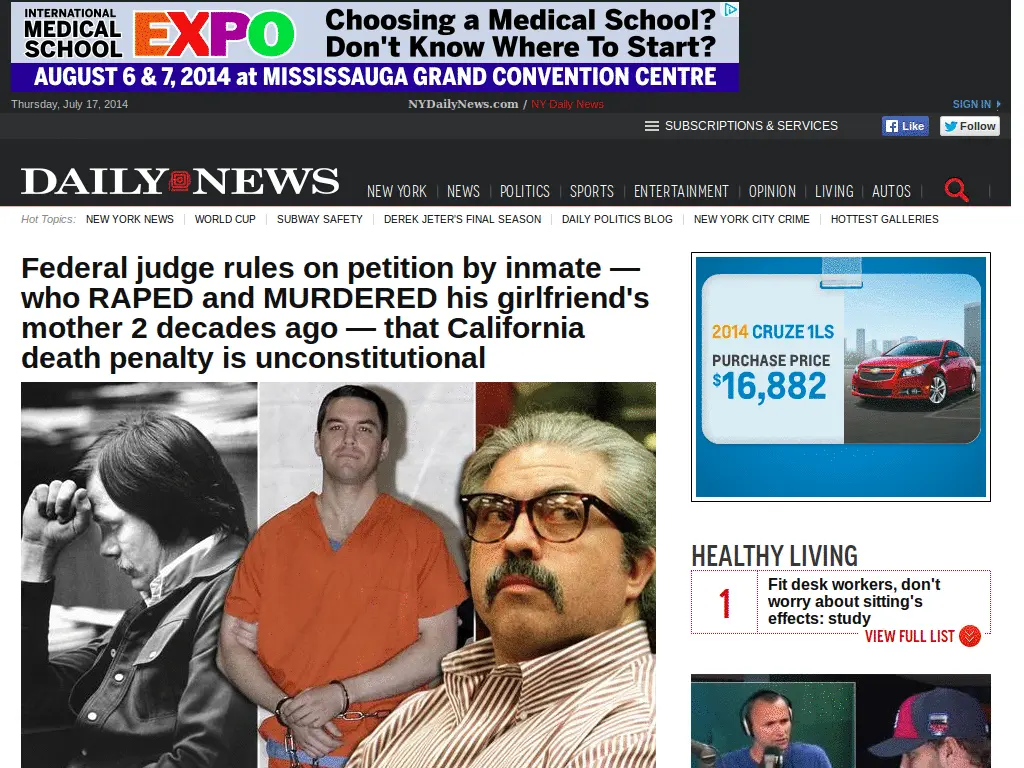 INTERNATIONAL
MEDICAL
SCHOOL
EXPO
Choosing a Medical School?
Don't Know Where To Start?
AUGUST 6 & 7, 2014 at MISSISSAUGA GRAND CONVENTION CENTRE
Thursday, July 17, 2014
NYDailyNews.com / NY Daily News
SIGN IN
SUBSCRIPTIONS & SERVICES
Like
Follow
DAILY NEWS
NEW YORK
NEWS
POLITICS
SPORTS
ENTERTAINMENT
OPINION
LIVING
AUTOS
Hot Topics:
NEW YORK NEWS
WORLD CUP
SUBWAY SAFETY
DEREK JETER'S FINAL SEASON
DAILY POLITICS BLOG
NEW YORK CITY CRIME
HOTTEST GALLERIES
Federal judge rules on petition by inmate —
who RAPED and MURDERED his girlfriend's
mother 2 decades ago — that California
death penalty is unconstitutional
2014 CRUZE 1LS
PURCHASE PRICE
$16,882
HEALTHY LIVING
1
Fit desk workers, don't
worry about sitting's
effects: study
VIEW FULL LIST